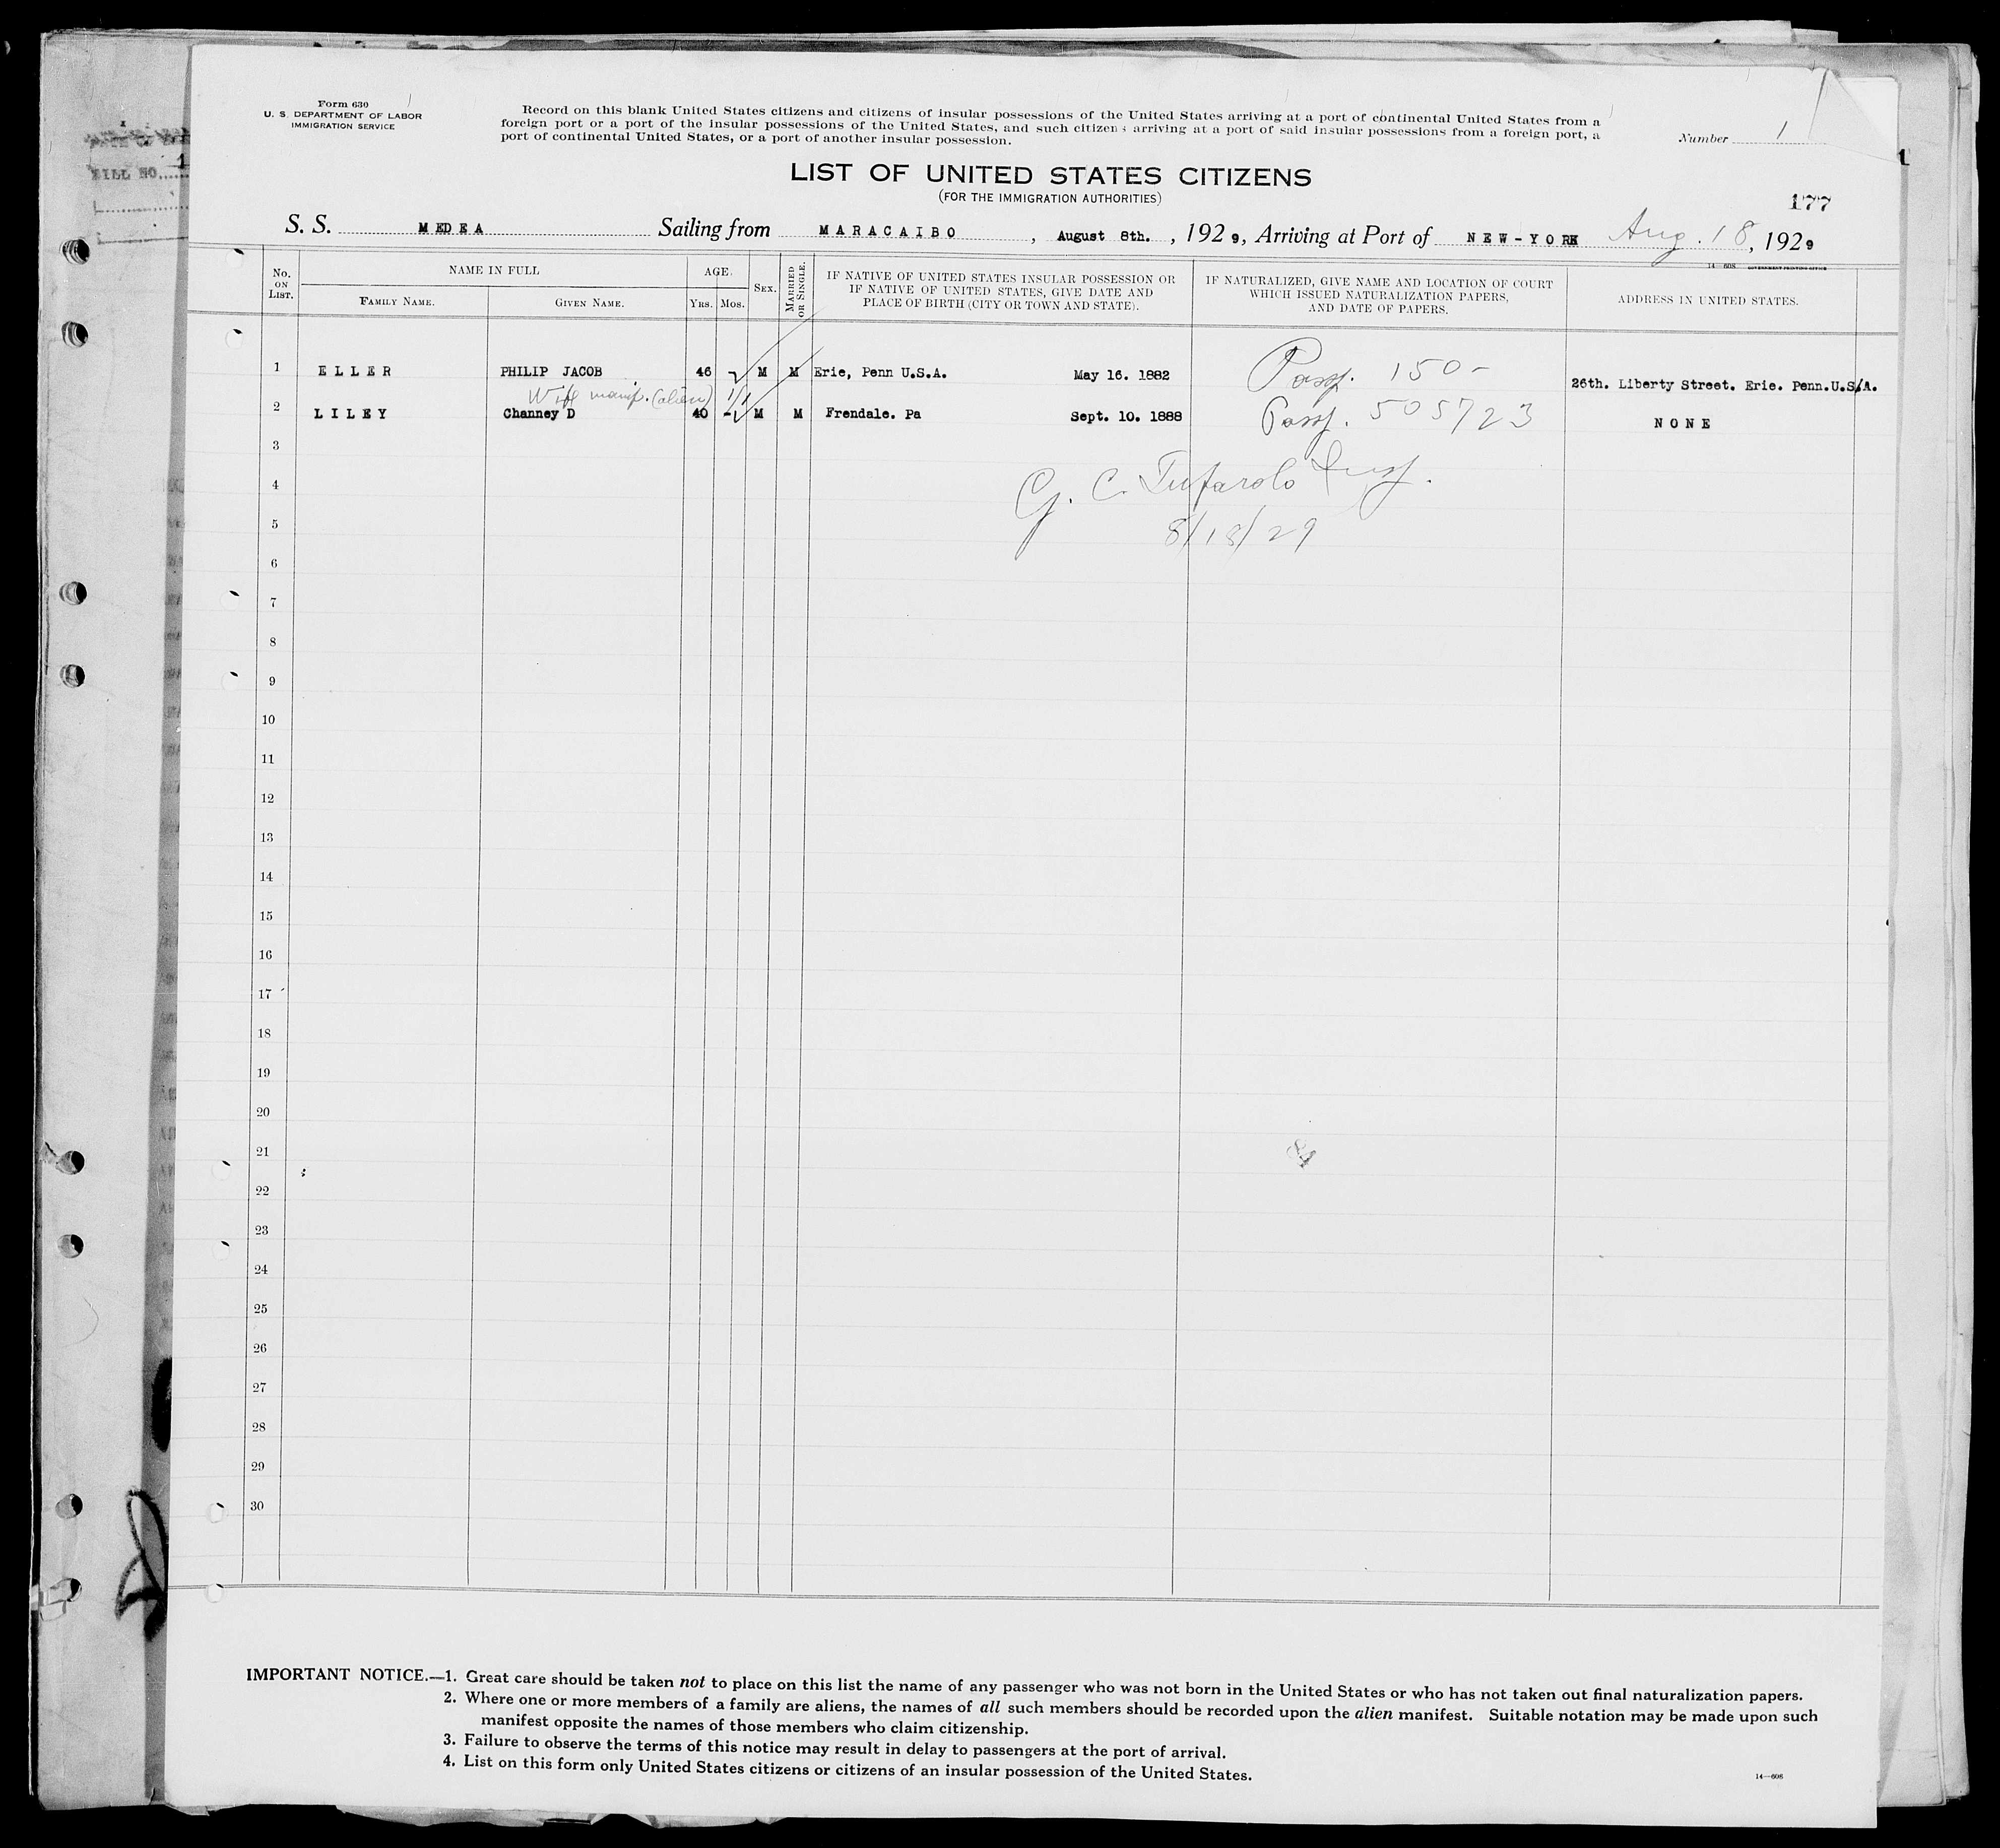 Form 630
U. S. DEPARTMENT OF LABOR
IMMIGRATION SERVICE
Record on this blank United States citizens and citizens of insular possessions of the United States arriving at a port of continental United States from a
foreign port or a port of the insular possessions of the United States, and such citizens arriving at a port of said insular possessions from a foreign port, a
port of continental United States, or a port of another insular possession.
Number 1
LIST OF UNITED STATES CITIZENS
(FOR THE IMMIGRATION AUTHORITIES)
177
S. S. MEDEA Sailing from MARACAIBO, August 8th., 1929, Arriving at Port of NEW-YORK Aug. 18, 1929
14—608 GOVERNMENT PRINTING OFFICE
BILL NO. 1
No. ON LIST.
NAME IN FULL
FAMILY NAME.
GIVEN NAME.
AGE.
YRS.
MOS.
SEX.
MARRIED OR SINGLE.
IF NATIVE OF UNITED STATES INSULAR POSSESSION OR
IF NATIVE OF UNITED STATES, GIVE DATE AND
PLACE OF BIRTH (CITY OR TOWN AND STATE).
IF NATURALIZED, GIVE NAME AND LOCATION OF COURT
WHICH ISSUED NATURALIZATION PAPERS,
AND DATE OF PAPERS.
ADDRESS IN UNITED STATES.
1 ELLER PHILIP JACOB 46 - M M Erie, Penn U.S.A. May 16. 1882 Passp. 150- 26th. Liberty Street. Erie. Penn.U.S.A.
Wife manif. (alien) 1/1
2 LILEY Channey D 40 - M M Frendale. Pa Sept. 10. 1888 Passp. 505723 NONE
3
4 G. C. Tufarolo Insp.
5 8/18/29
6
7
8
9
10
11
12
13
14
15
16
17
18
19
20
21
22
23
24
25
26
27
28
29
30
IMPORTANT NOTICE.—1. Great care should be taken not to place on this list the name of any passenger who was not born in the United States or who has not taken out final naturalization papers.
2. Where one or more members of a family are aliens, the names of all such members should be recorded upon the alien manifest. Suitable notation may be made upon such
manifest opposite the names of those members who claim citizenship.
3. Failure to observe the terms of this notice may result in delay to passengers at the port of arrival.
4. List on this form only United States citizens or citizens of an insular possession of the United States.
14—608